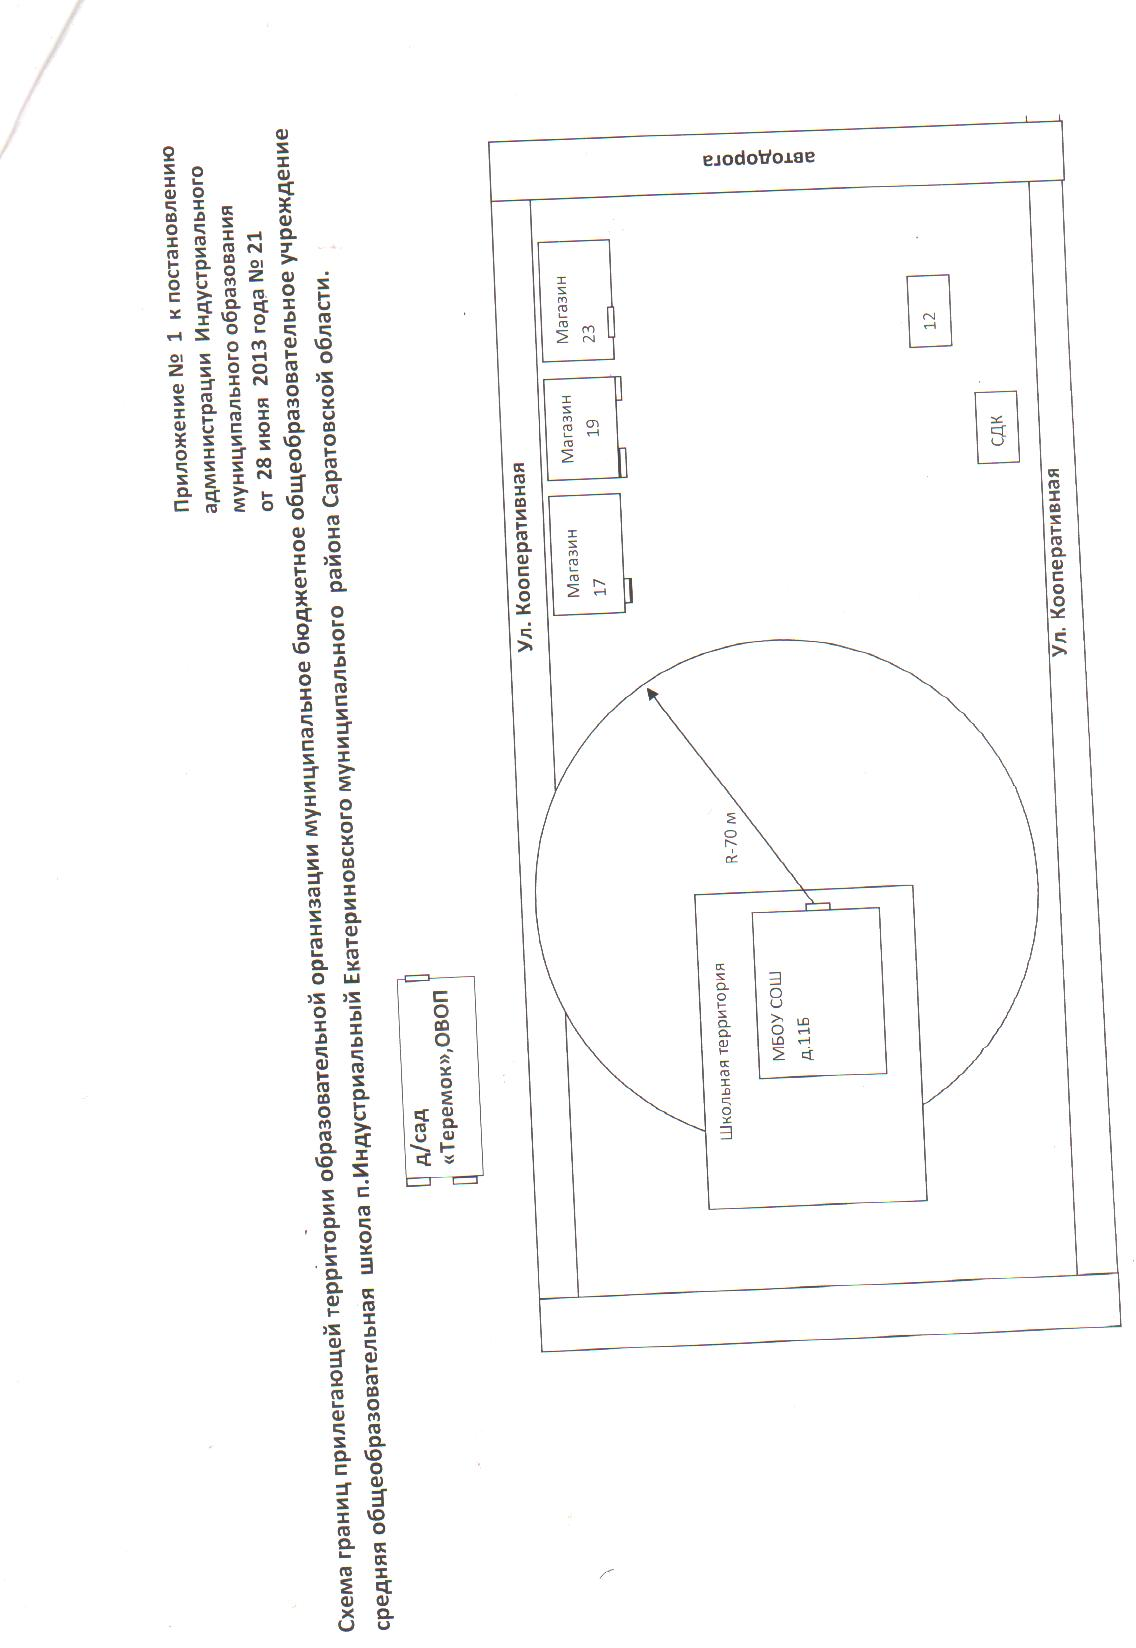 Приложение № 1 к постановлению
администрации Индустриального
муниципального образования
от 28 июня 2013 года № 21
Схема границ прилегающей территории образовательной организации муниципальное бюджетное общеобразовательное учреждение
средняя общеобразовательная школа п.Индустриальный Екатериновского муниципального района Саратовской области.
д/сад
«Теремок»,ОВОП
Ул. Кооперативная
Магазин
17
Магазин
19
Магазин
23
автодорога
R-70 м
Школьная территория
МБОУ СОШ
д.11Б
12
СДК
Ул. Кооперативная